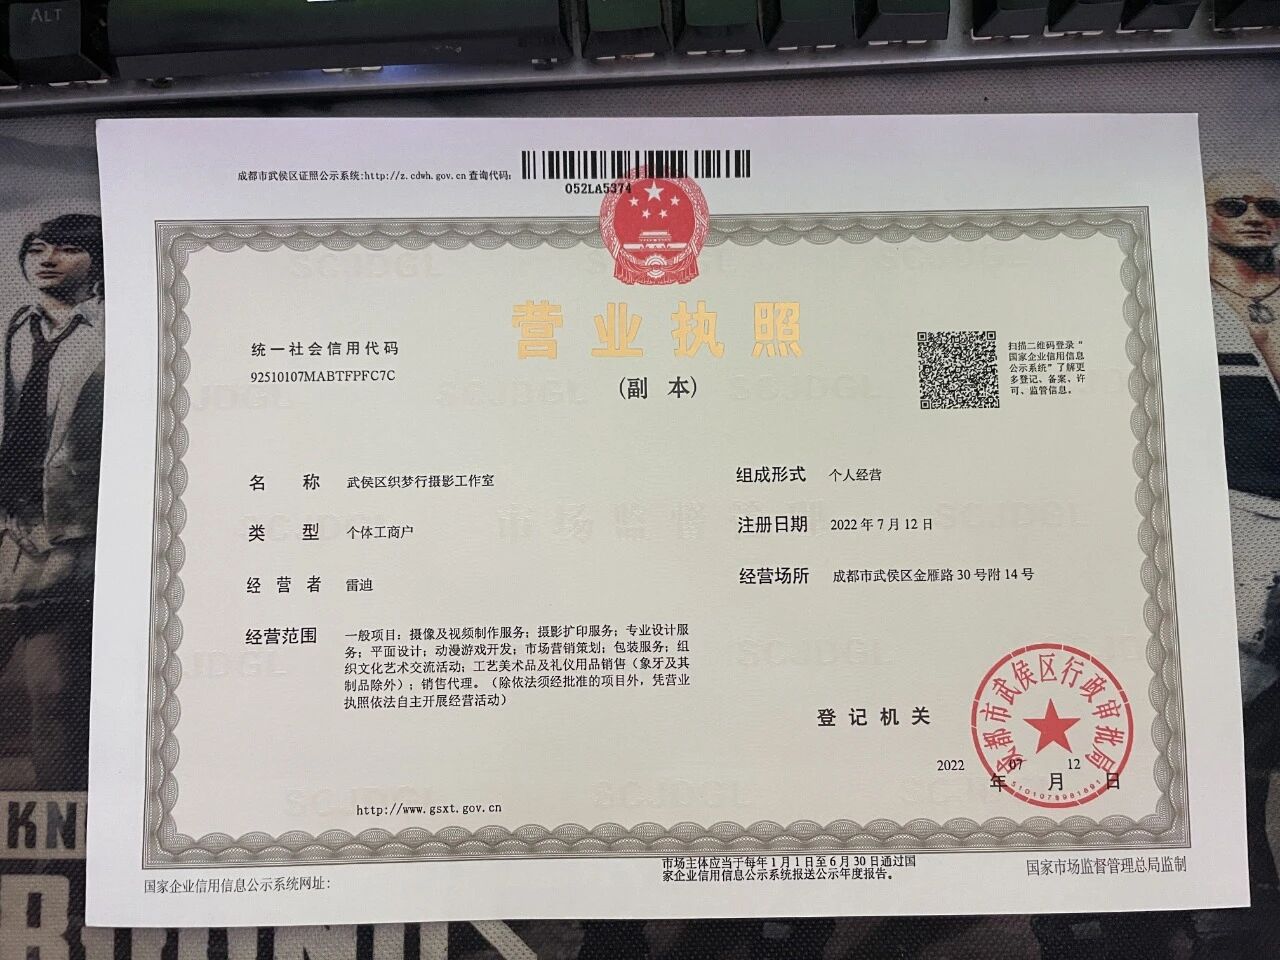 ALT
成都市武侯区证照公示系统:http://z.cdwh.gov.cn 查询代码:
052LA5374
营业执照
(副 本)
统一社会信用代码
92510107MABTFPFC7C
扫描二维码登录“
国家企业信用信息
公示系统”了解更
多登记、备案、许
可、监管信息。
名 称 武侯区织梦行摄影工作室
类 型 个体工商户
经 营 者 雷迪
经营范围 一般项目：摄像及视频制作服务；摄影扩印服务；专业设计服
务；平面设计；动漫游戏开发；市场营销策划；包装服务；组
织文化艺术交流活动；工艺美术品及礼仪用品销售（象牙及其
制品除外）；销售代理。（除依法须经批准的项目外，凭营业
执照依法自主开展经营活动）
组成形式 个人经营
注册日期 2022 年 7 月 12 日
经营场所 成都市武侯区金雁路 30 号附 14 号
登记机关
成都市武侯区行政审批局
2022 年 07 月 12 日
http://www.gsxt.gov.cn
国家企业信用信息公示系统网址:
市场主体应当于每年 1 月 1 日至 6 月 30 日通过国
家企业信用信息公示系统报送公示年度报告。
国家市场监督管理总局监制
SCJDGL